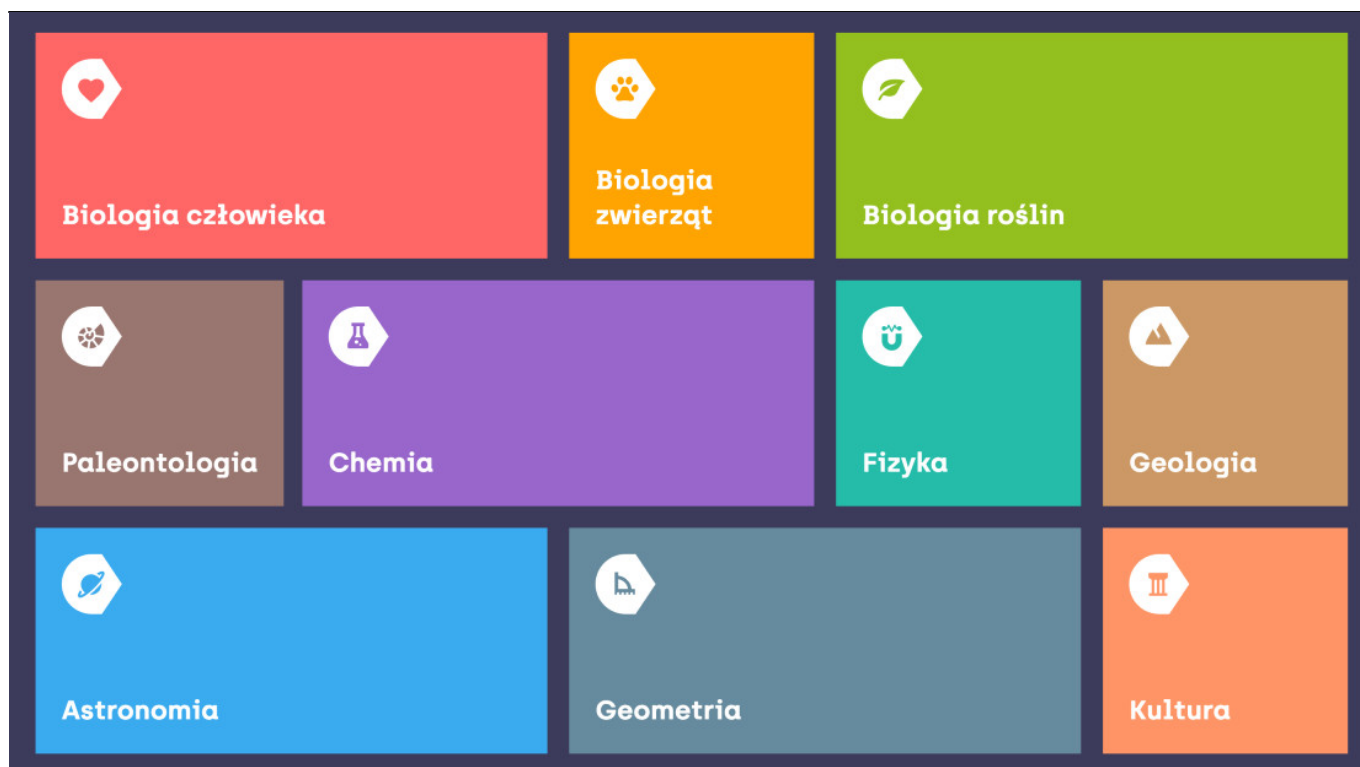 Biologia człowieka
Biologia
zwierząt
Biologia roślin
Paleontologia
Chemia
Fizyka
Geologia
Astronomia
Geometria
Kultura